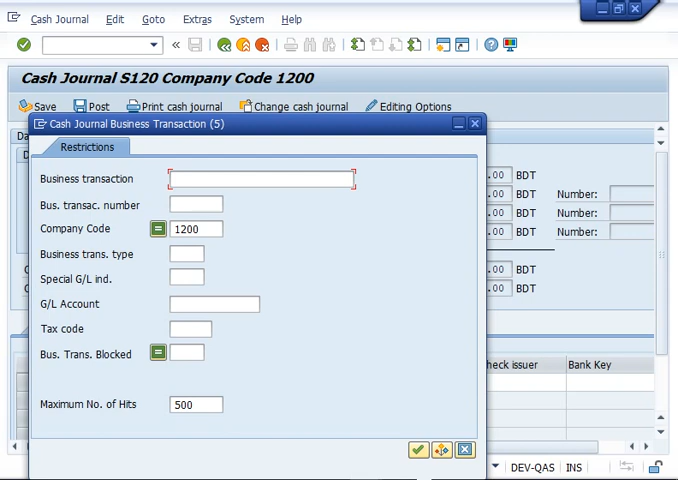 Cash Journal Edit Goto Extras System Help
Cash Journal S120 Company Code 1200
Save Post Print cash journal Change cash journal Editing Options
Cash Journal Business Transaction (5)
Restrictions
Business transaction
.00 BDT
Bus. transac. number
.00 BDT Number:
Company Code 1200
.00 BDT Number:
.00 BDT Number:
Business trans. type
Special G/L ind.
.00 BDT
.00 BDT
G/L Account
Tax code
Bus. Trans. Blocked
heck issuer Bank Key
Maximum No. of Hits 500
DEV-QAS INS